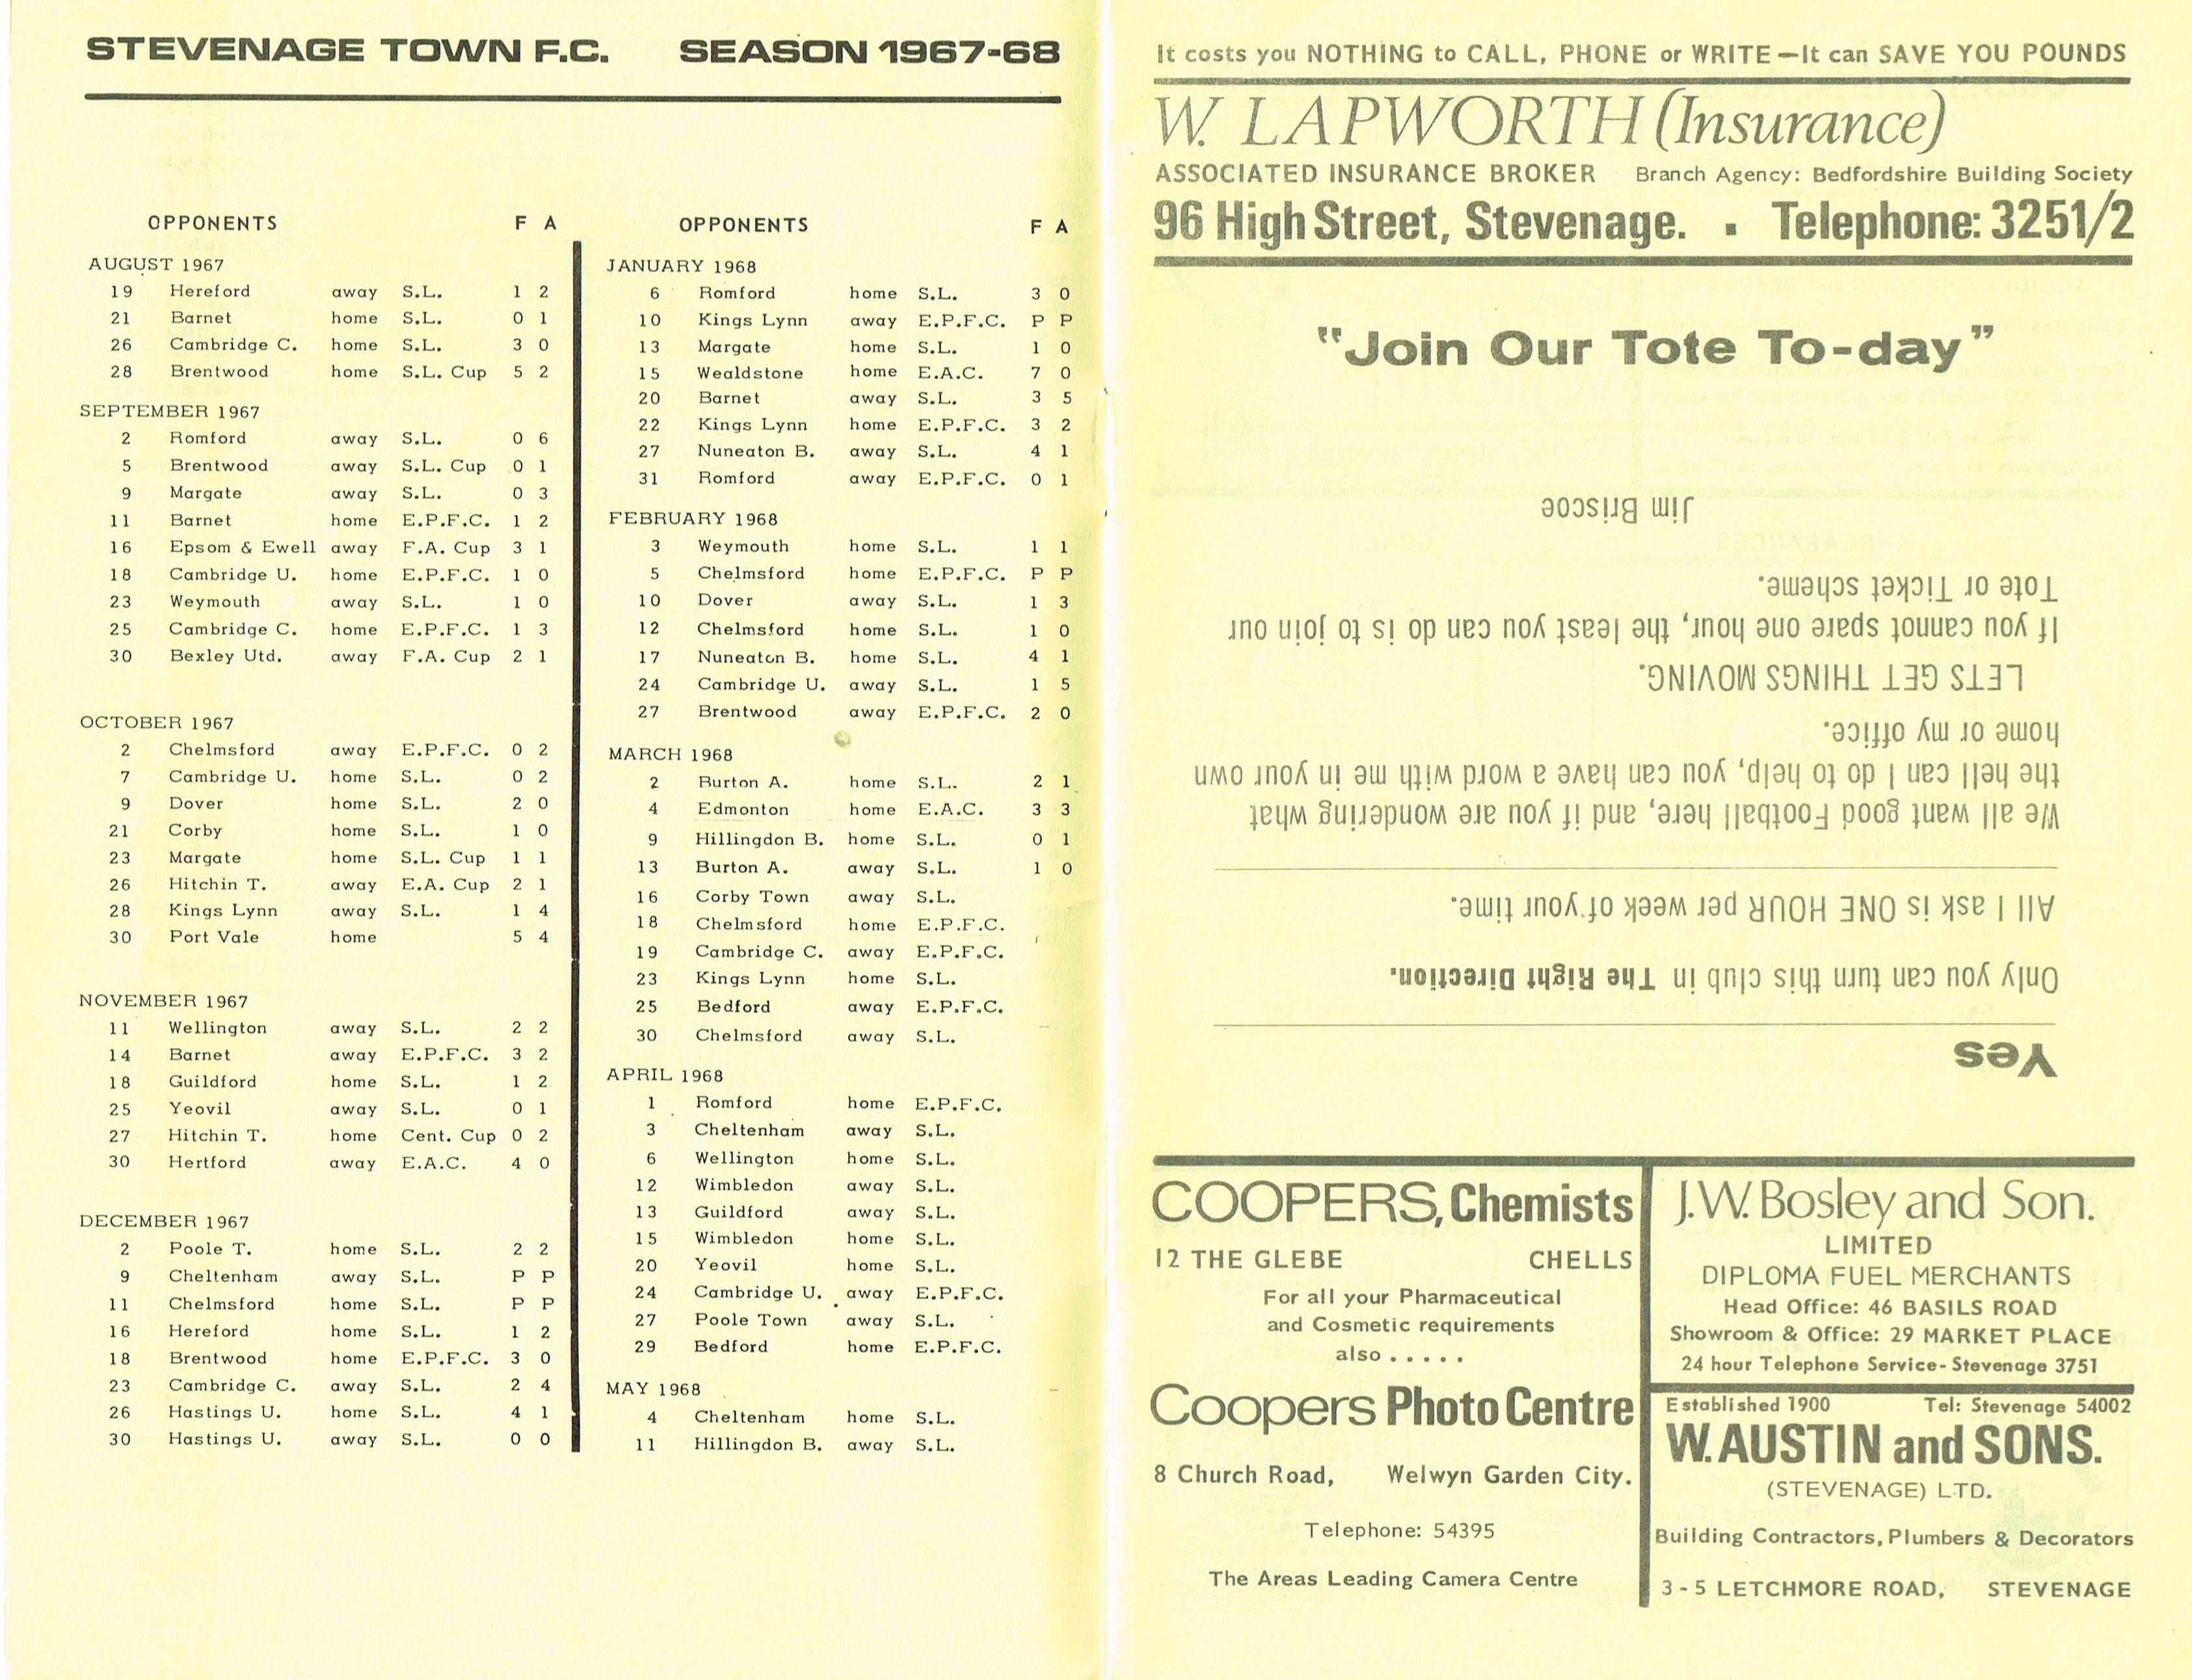 STEVENAGE TOWN F.C. SEASON 1967-68
OPPONENTS F A
AUGUST 1967
19 Hereford away S.L. 1 2
21 Barnet home S.L. 0 1
26 Cambridge C. home S.L. 3 0
28 Brentwood home S.L. Cup 5 2
SEPTEMBER 1967
2 Romford away S.L. 0 6
5 Brentwood away S.L. Cup 0 1
9 Margate away S.L. 0 3
11 Barnet home E.P.F.C. 1 2
16 Epsom & Ewell away F.A. Cup 3 1
18 Cambridge U. home E.P.F.C. 1 0
23 Weymouth away S.L. 1 0
25 Cambridge C. home E.P.F.C. 1 3
30 Bexley Utd. away F.A. Cup 2 1
OCTOBER 1967
2 Chelmsford away E.P.F.C. 0 2
7 Cambridge U. home S.L. 0 2
9 Dover home S.L. 2 0
21 Corby home S.L. 1 0
23 Margate home S.L. Cup 1 1
26 Hitchin T. away E.A. Cup 2 1
28 Kings Lynn away S.L. 1 4
30 Port Vale home 5 4
NOVEMBER 1967
11 Wellington away S.L. 2 2
14 Barnet away E.P.F.C. 3 2
18 Guildford home S.L. 1 2
25 Yeovil away S.L. 0 1
27 Hitchin T. home Cent. Cup 0 2
30 Hertford away E.A.C. 4 0
DECEMBER 1967
2 Poole T. home S.L. 2 2
9 Cheltenham away S.L. P P
11 Chelmsford home S.L. P P
16 Hereford home S.L. 1 2
18 Brentwood home E.P.F.C. 3 0
23 Cambridge C. away S.L. 2 4
26 Hastings U. home S.L. 4 1
30 Hastings U. away S.L. 0 0
OPPONENTS F A
JANUARY 1968
6 Romford home S.L. 3 0
10 Kings Lynn away E.P.F.C. P P
13 Margate home S.L. 1 0
15 Wealdstone home E.A.C. 7 0
20 Barnet away S.L. 3 5
22 Kings Lynn home E.P.F.C. 3 2
27 Nuneaton B. away S.L. 4 1
31 Romford away E.P.F.C. 0 1
FEBRUARY 1968
3 Weymouth home S.L. 1 1
5 Chelmsford home E.P.F.C. P P
10 Dover away S.L. 1 3
12 Chelmsford home S.L. 1 0
17 Nuneaton B. home S.L. 4 1
24 Cambridge U. away S.L. 1 5
27 Brentwood away E.P.F.C. 2 0
MARCH 1968
2 Burton A. home S.L. 2 1
4 Edmonton home E.A.C. 3 3
9 Hillingdon B. home S.L. 0 1
13 Burton A. away S.L. 1 0
16 Corby Town away S.L.
18 Chelmsford home E.P.F.C.
19 Cambridge C. away E.P.F.C.
23 Kings Lynn home S.L.
25 Bedford away E.P.F.C.
30 Chelmsford away S.L.
APRIL 1968
1 Romford home E.P.F.C.
3 Cheltenham away S.L.
6 Wellington home S.L.
12 Wimbledon away S.L.
13 Guildford away S.L.
15 Wimbledon home S.L.
20 Yeovil home S.L.
24 Cambridge U. away E.P.F.C.
27 Poole Town away S.L.
29 Bedford home E.P.F.C.
MAY 1968
4 Cheltenham home S.L.
11 Hillingdon B. away S.L.
It costs you NOTHING to CALL, PHONE or WRITE—It can SAVE YOU POUNDS
W. LAPWORTH (Insurance)
ASSOCIATED INSURANCE BROKER Branch Agency: Bedfordshire Building Society
96 High Street, Stevenage. • Telephone: 3251/2
"Join Our Tote To-day"
Yes
Only you can turn this club in The Right Direction.
All I ask is ONE HOUR per week of your time.
We all want good Football here, and if you are wondering what
the hell can I do to help, you can have a word with me in your own
home or my office.
LETS GET THINGS MOVING.
If you cannot spare one hour, the least you can do is to join our
Tote or Ticket scheme.
Jim Briscoe
COOPERS, Chemists
12 THE GLEBE CHELLS
For all your Pharmaceutical
and Cosmetic requirements
also . . . . .
Coopers Photo Centre
8 Church Road, Welwyn Garden City.
Telephone: 54395
The Areas Leading Camera Centre
J.W. Bosley and Son.
LIMITED
DIPLOMA FUEL MERCHANTS
Head Office: 46 BASILS ROAD
Showroom & Office: 29 MARKET PLACE
24 hour Telephone Service - Stevenage 3751
Established 1900 Tel: Stevenage 54002
W. AUSTIN and SONS.
(STEVENAGE) LTD.
Building Contractors, Plumbers & Decorators
3 - 5 LETCHMORE ROAD, STEVENAGE